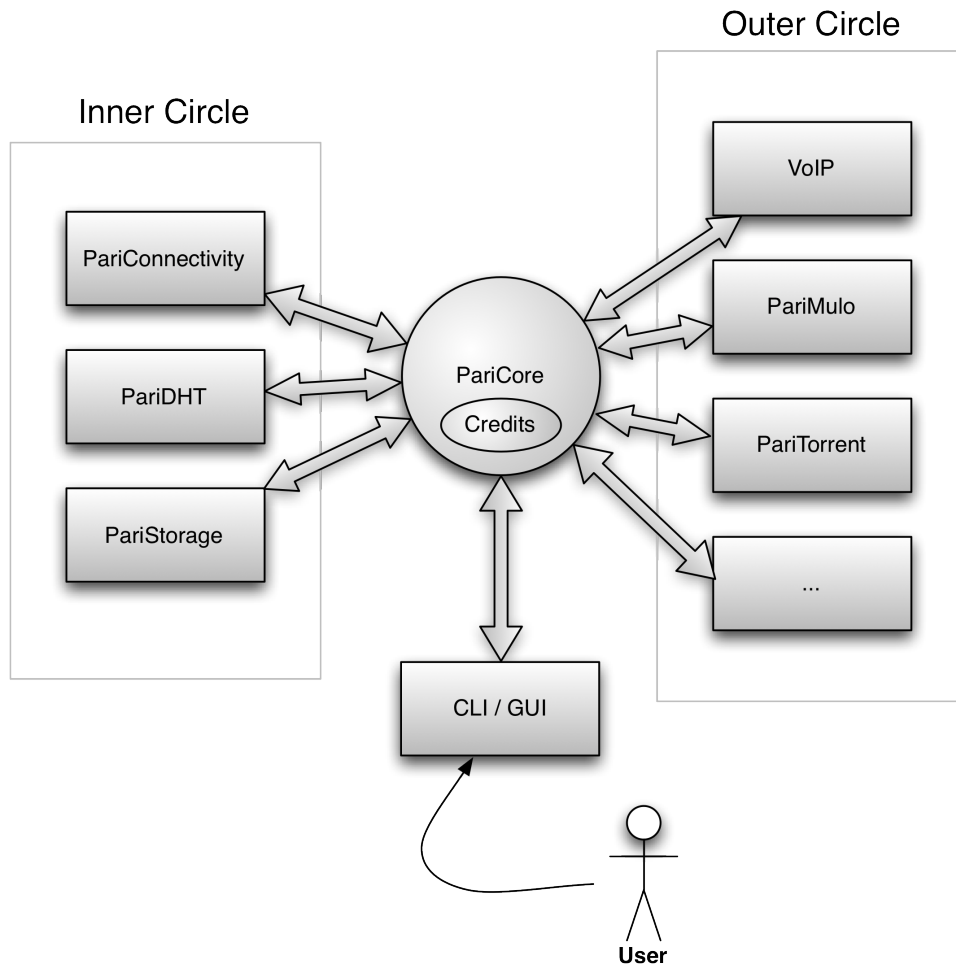 Outer Circle
Inner Circle
VoIP
PariConnectivity
PariMulo
PariCore
PariDHT
Credits
PariTorrent
PariStorage
...
CLI / GUI
User